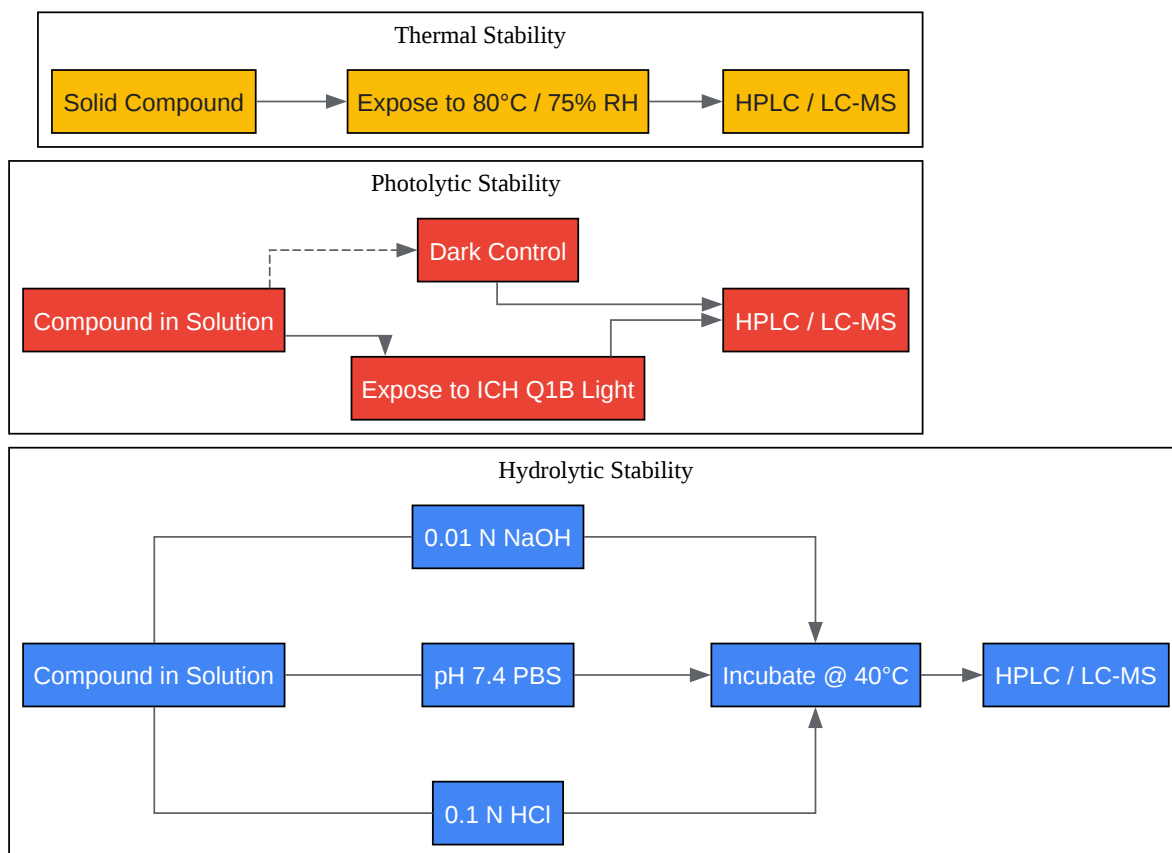 Thermal Stability
Solid Compound
Expose to 80°C / 75% RH
HPLC / LC-MS
Photolytic Stability
Dark Control
Compound in Solution
HPLC / LC-MS
Expose to ICH Q1B Light
Hydrolytic Stability
0.01 N NaOH
Compound in Solution
pH 7.4 PBS
Incubate @ 40°C
HPLC / LC-MS
0.1 N HCl